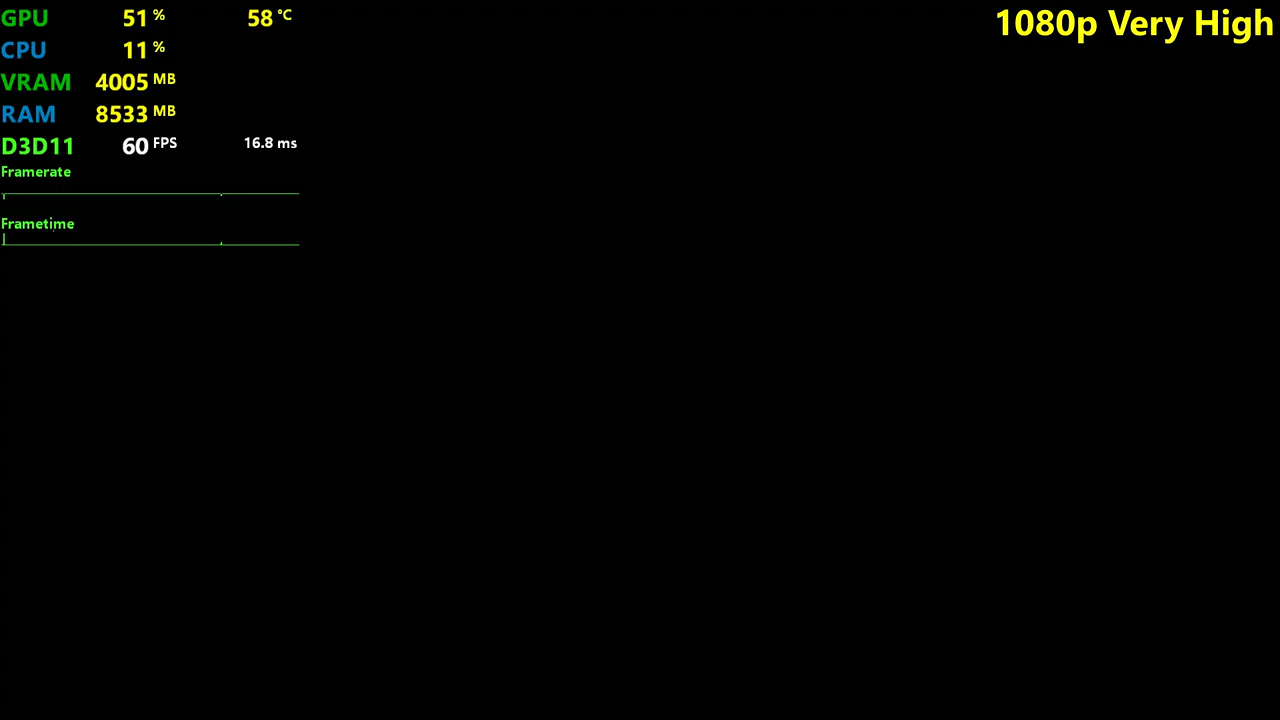 GPU 51 % 58 °C
1080p Very High
CPU 11 %
VRAM 4005 MB
RAM 8533 MB
D3D11 60 FPS 16.8 ms
Framerate
Frametime